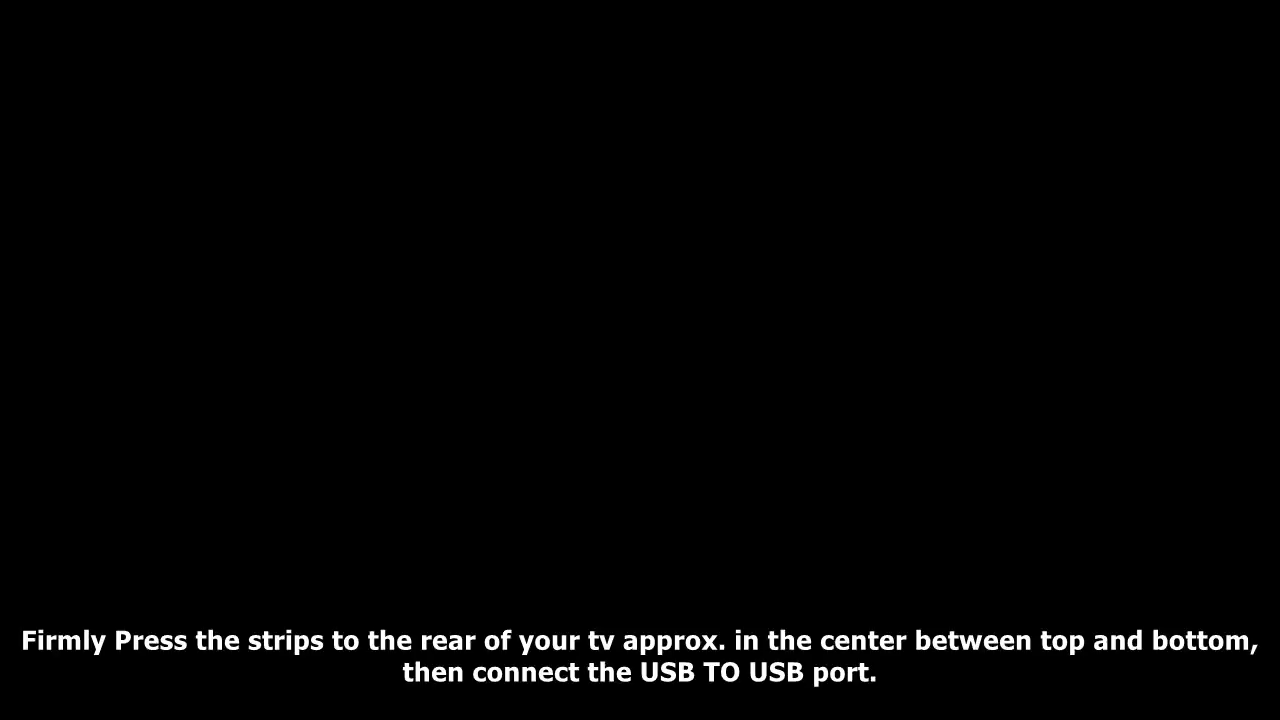 Firmly Press the strips to the rear of your tv approx. in the center between top and bottom,
then connect the USB TO USB port.